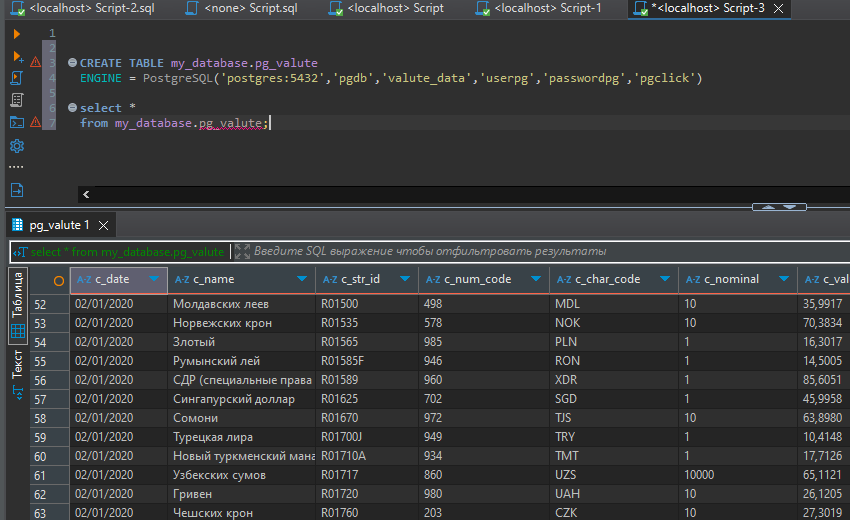 <localhost> Script-2.sql <none> Script.sql <localhost> Script <localhost> Script-1 *<localhost> Script-3
1
2
3 CREATE TABLE my_database.pg_valute
4 ENGINE = PostgreSQL('postgres:5432','pgdb','valute_data','userpg','passwordpg','pgclick')
5
6 select *
7 from my_database.pg_valute;
pg_valute 1
select * from my_database.pg_valute Введите SQL выражение чтобы отфильтровать результаты
Таблица
Текст
A-Z c_date A-Z c_name A-Z c_str_id A-Z c_num_code A-Z c_char_code A-Z c_nominal A-Z c_val
52 02/01/2020 Молдавских леев R01500 498 MDL 10 35,9917
53 02/01/2020 Норвежских крон R01535 578 NOK 10 70,3834
54 02/01/2020 Злотый R01565 985 PLN 1 16,3017
55 02/01/2020 Румынский лей R01585F 946 RON 1 14,5005
56 02/01/2020 СДР (специальные права R01589 960 XDR 1 85,6051
57 02/01/2020 Сингапурский доллар R01625 702 SGD 1 45,9958
58 02/01/2020 Сомони R01670 972 TJS 10 63,8980
59 02/01/2020 Турецкая лира R01700J 949 TRY 1 10,4148
60 02/01/2020 Новый туркменский мана R01710A 934 TMT 1 17,7126
61 02/01/2020 Узбекских сумов R01717 860 UZS 10000 65,1121
62 02/01/2020 Гривен R01720 980 UAH 10 26,1205
63 02/01/2020 Чешских крон R01760 203 CZK 10 27,3019